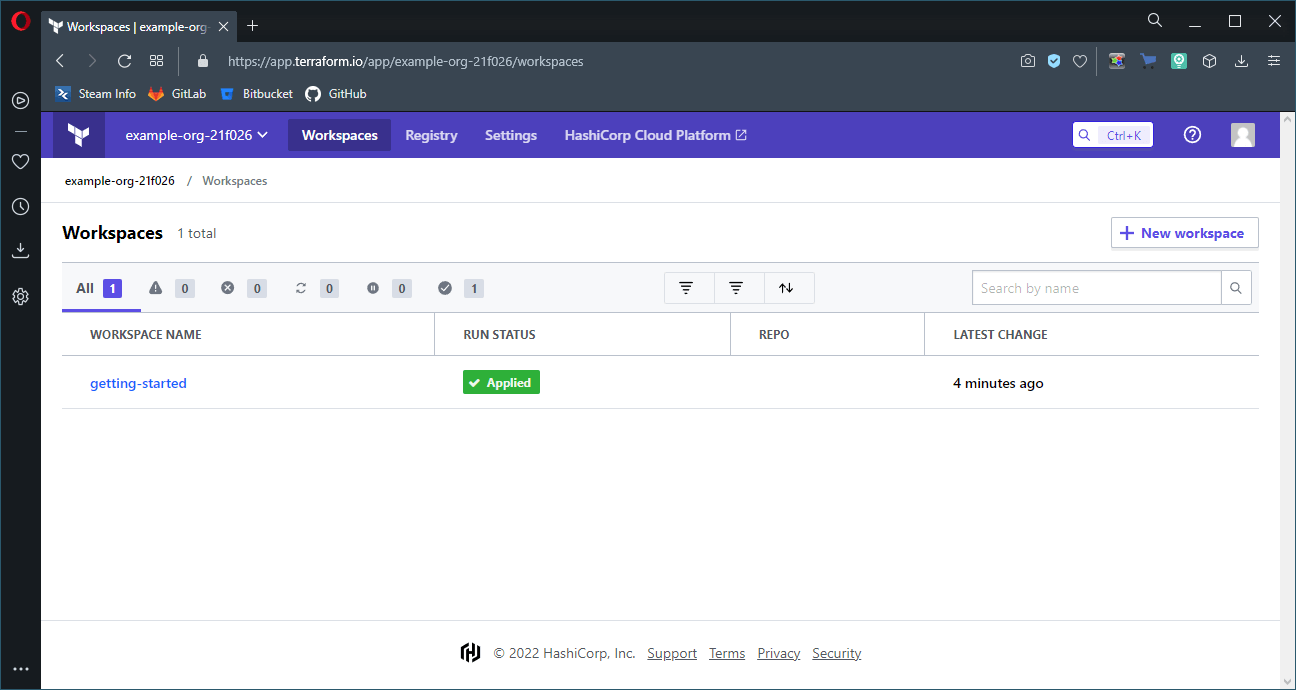 Workspaces | example-org-
https://app.terraform.io/app/example-org-21f026/workspaces
Steam Info GitLab Bitbucket GitHub
example-org-21f026 Workspaces Registry Settings HashiCorp Cloud Platform Ctrl+K
example-org-21f026 / Workspaces
Workspaces 1 total + New workspace
All 1 0 0 0 0 1 Search by name
WORKSPACE NAME RUN STATUS REPO LATEST CHANGE
getting-started Applied 4 minutes ago
© 2022 HashiCorp, Inc. Support Terms Privacy Security